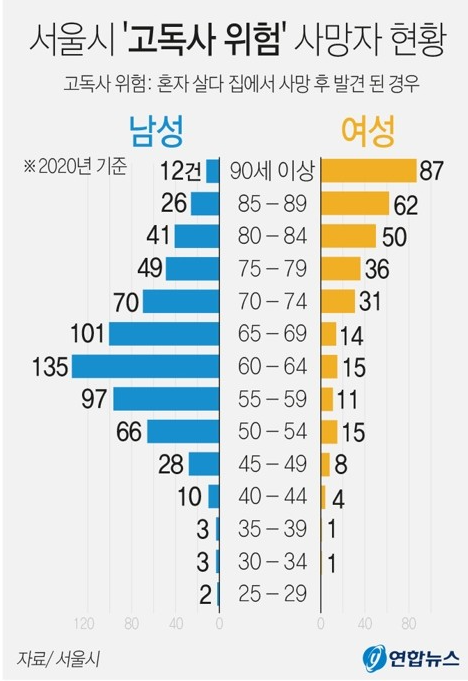 서울시 '고독사 위험' 사망자 현황
고독사 위험: 혼자 살다 집에서 사망 후 발견 된 경우
남성 여성
※2020년 기준
12건 90세 이상 87
26 85-89 62
41 80-84 50
49 75-79 36
70 70-74 31
101 65-69 14
135 60-64 15
97 55-59 11
66 50-54 15
28 45-49 8
10 40-44 4
3 35-39 1
3 30-34 1
2 25-29
120 80 40 0 0 40 80
자료/ 서울시 연합뉴스